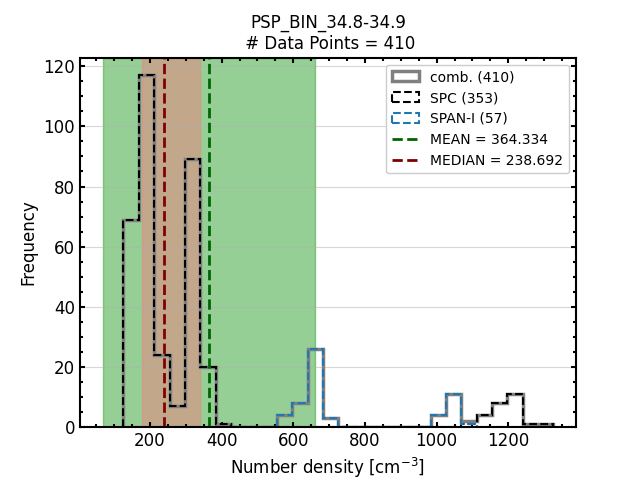 PSP_BIN_34.8-34.9
# Data Points = 410
comb. (410)
SPC (353)
SPAN-I (57)
MEAN = 364.334
MEDIAN = 238.692
Frequency
120
100
80
60
40
20
0
200 400 600 800 1000 1200
Number density [cm⁻³]